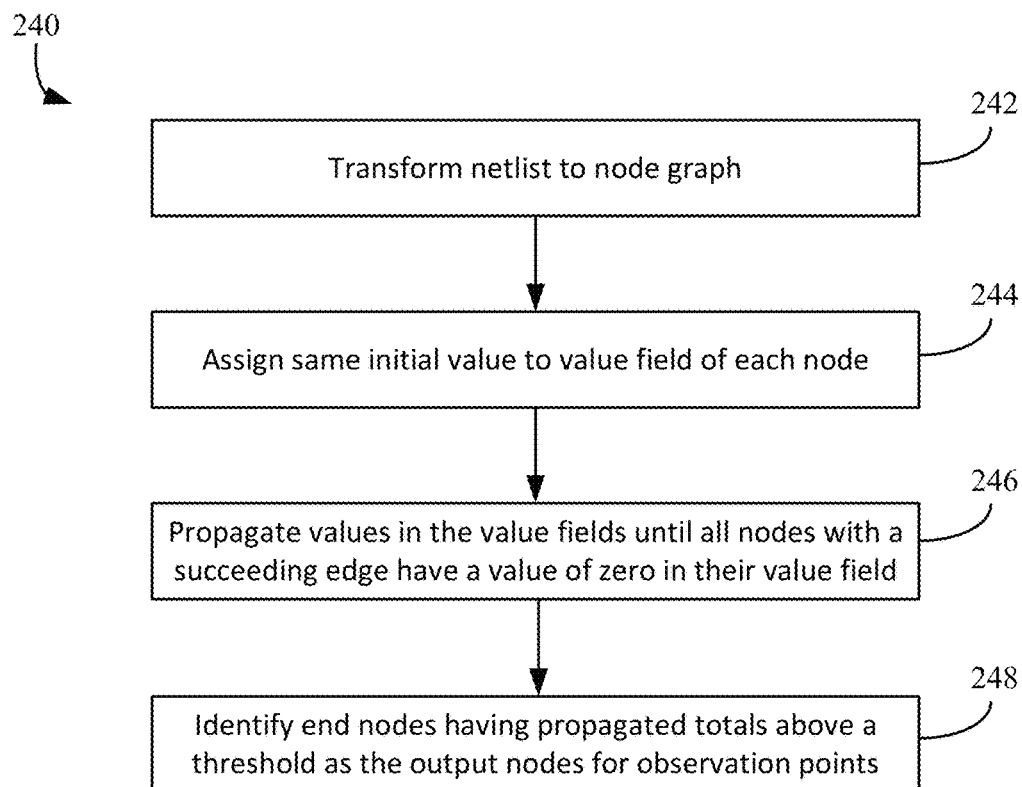 240
242
Transform netlist to node graph
244
Assign same initial value to value field of each node
246
Propagate values in the value fields until all nodes with a
succeeding edge have a value of zero in their value field
248
Identify end nodes having propagated totals above a
threshold as the output nodes for observation points